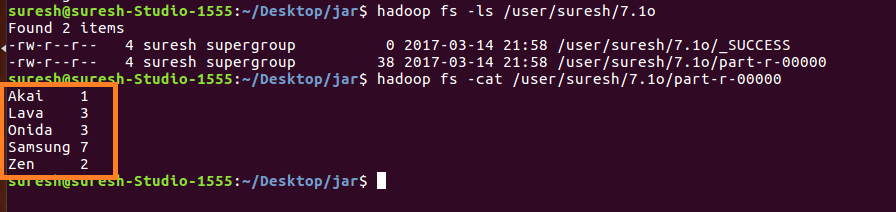 suresh@suresh-Studio-1555:~/Desktop/jar$ hadoop fs -ls /user/suresh/7.1o
Found 2 items
-rw-r--r--   4 suresh supergroup          0 2017-03-14 21:58 /user/suresh/7.1o/_SUCCESS
-rw-r--r--   4 suresh supergroup         38 2017-03-14 21:58 /user/suresh/7.1o/part-r-00000
suresh@suresh-Studio-1555:~/Desktop/jar$ hadoop fs -cat /user/suresh/7.1o/part-r-00000
Akai    1
Lava    3
Onida   3
Samsung 7
Zen     2
suresh@suresh-Studio-1555:~/Desktop/jar$